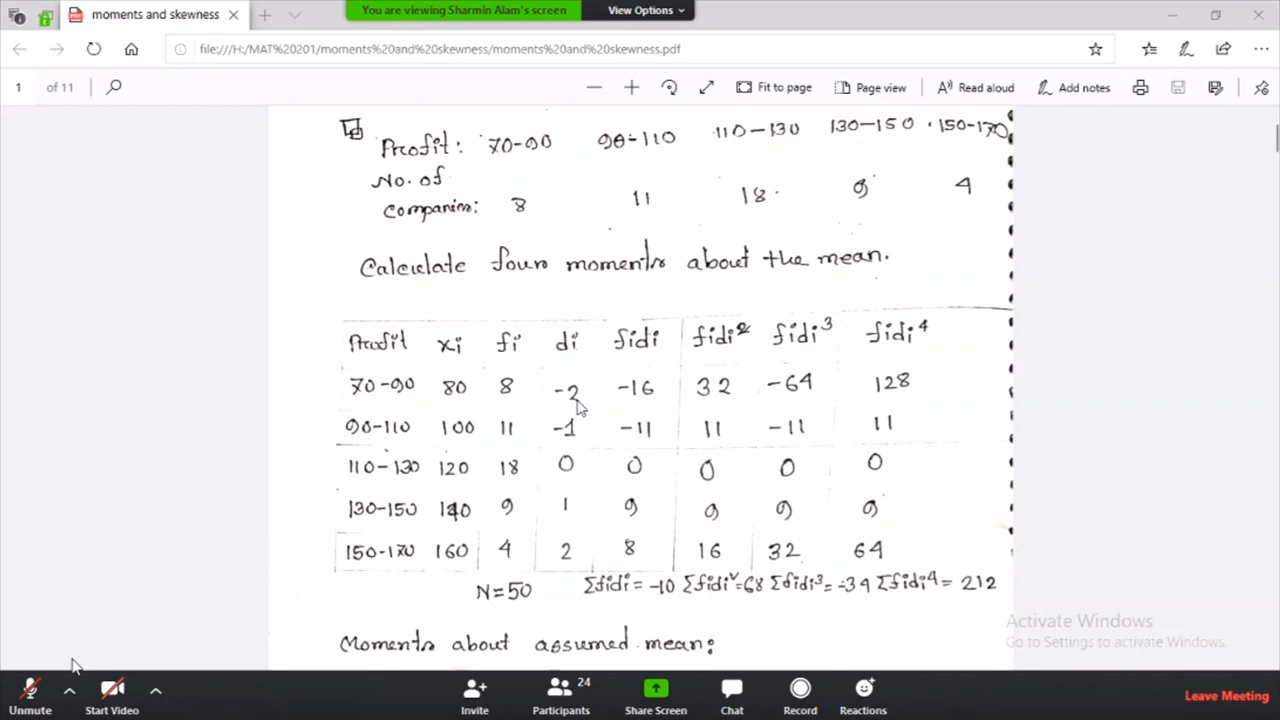 moments and skewness
You are viewing Sharmin Alam's screen
View Options
file:///H:/MAT%20201/moments%20and%20skewness/moments%20and%20skewness.pdf
1 of 11
Fit to page
Page view
Read aloud
Add notes
Profit: 70-90 90-110 110-130 130-150 150-170
No. of
Companies: 8 11 18 9 4
Calculate four moments about the mean.
Profit xi fi di fidi fidi² fidi³ fidi⁴
70-90 80 8 -2 -16 32 -64 128
90-110 100 11 -1 -11 11 -11 11
110-130 120 18 0 0 0 0 0
130-150 140 9 1 9 9 9 9
150-170 160 4 2 8 16 32 64
N=50 Σfidi = -10 Σfidi²=68 Σfidi³= -34 Σfidi⁴ = 212
Moments about assumed mean:
Activate Windows
Go to Settings to activate Windows.
Unmute
Start Video
Invite
24
Participants
Share Screen
Chat
Record
Reactions
Leave Meeting